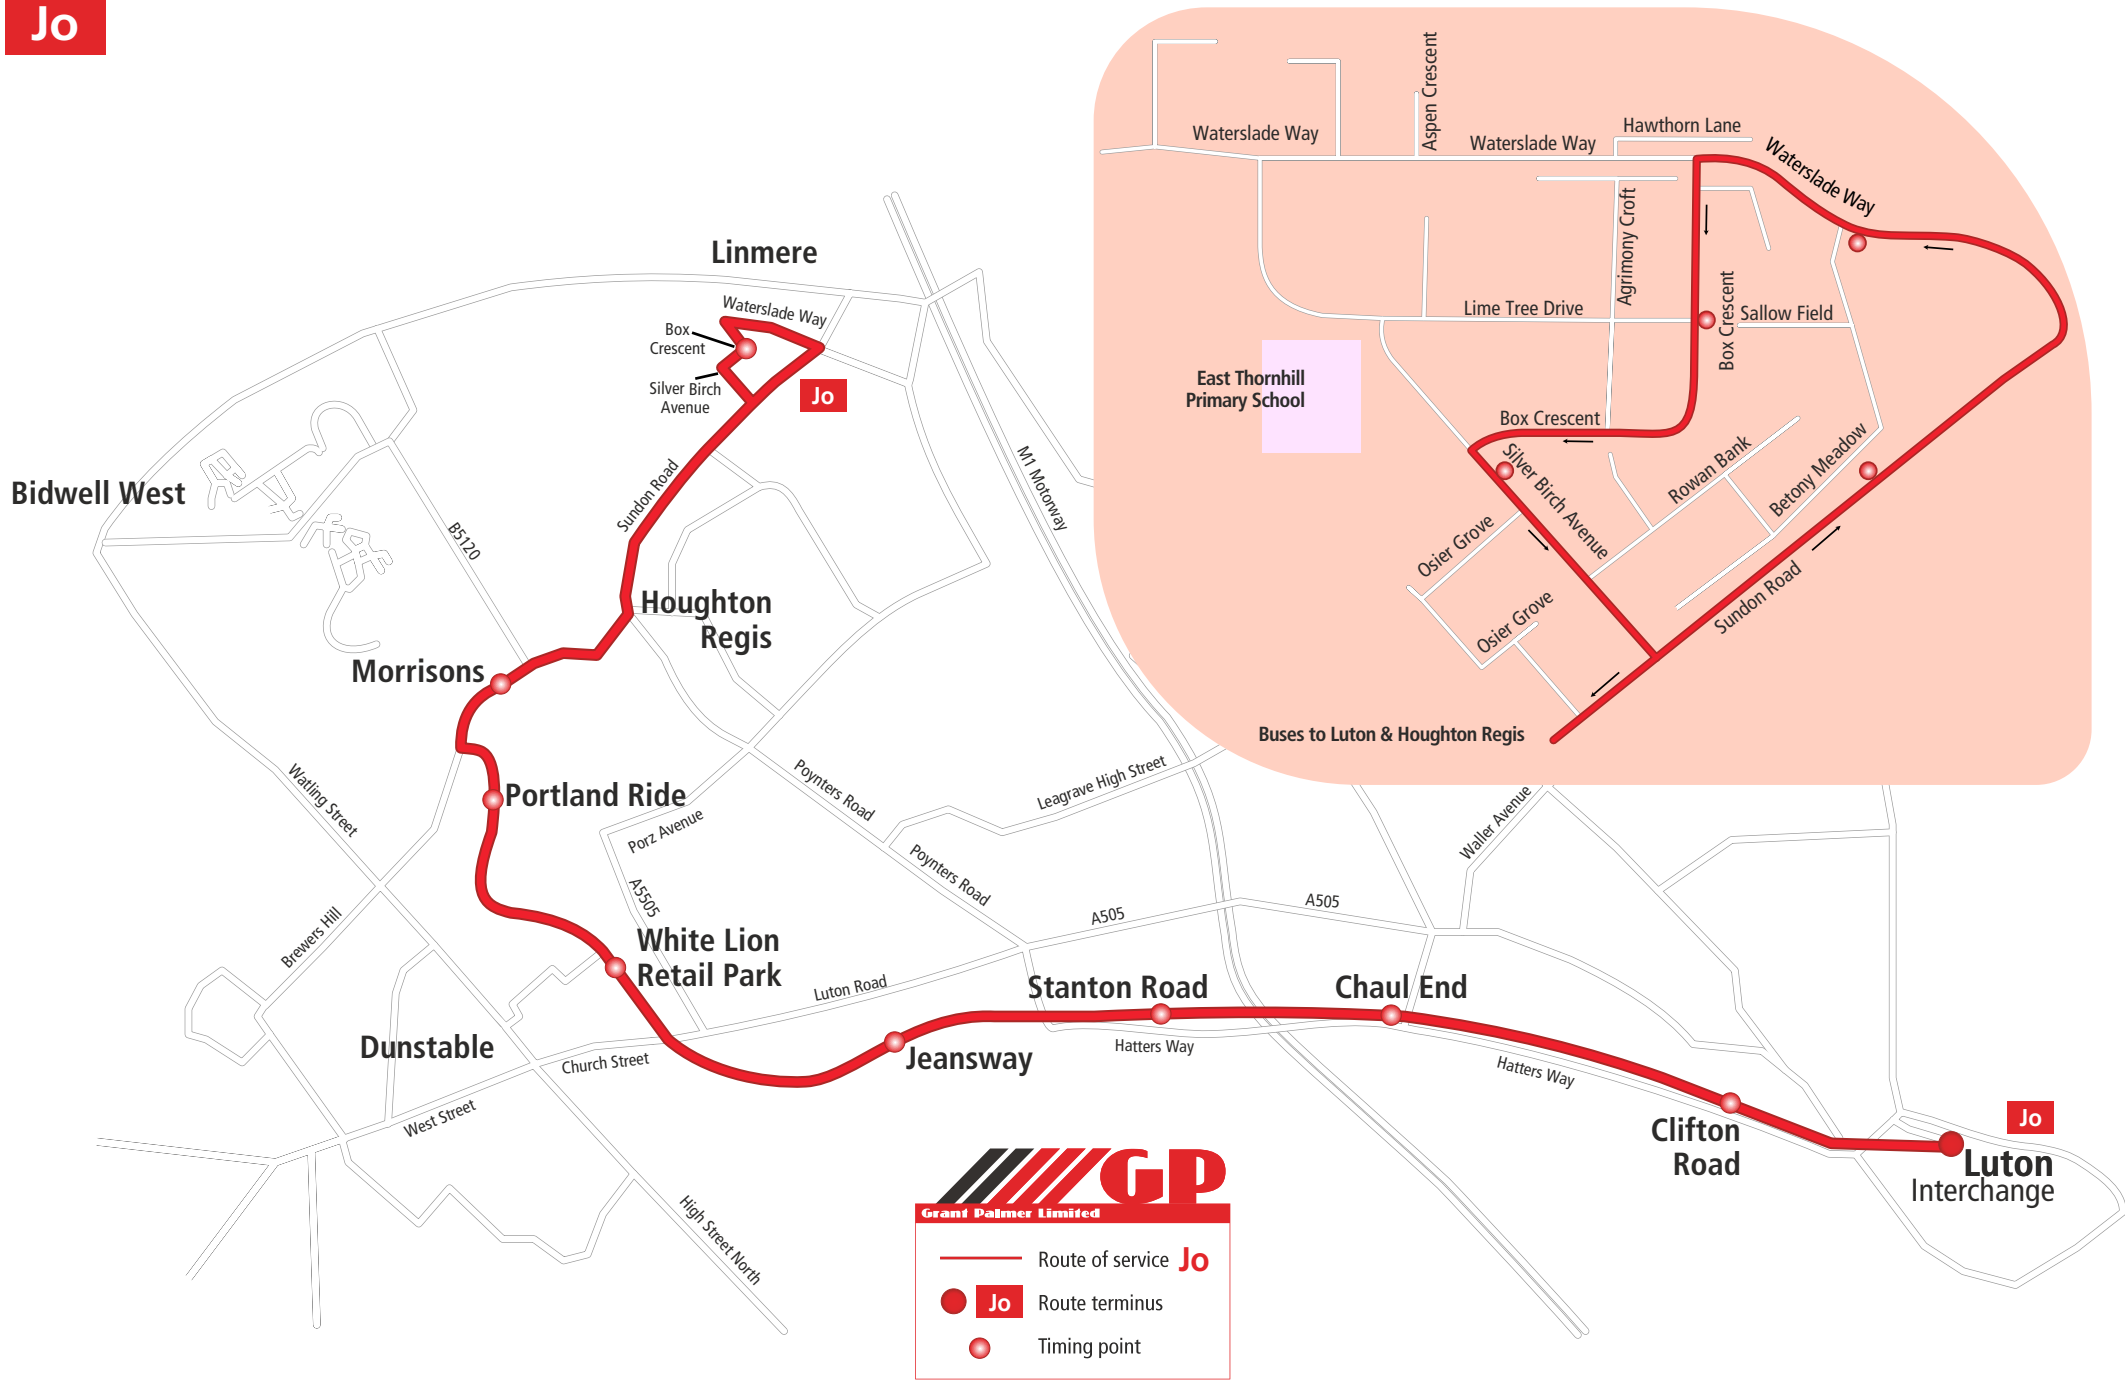 Jo
Waterslade Way
Aspen Crescent
Waterslade Way
Hawthorn Lane
Waterslade Way
Agrimony Croft
Box Crescent
Lime Tree Drive
Sallow Field
East Thornhill
Primary School
Box Crescent
Silver Birch Avenue
Rowan Bank
Betony Meadow
Osier Grove
Osier Grove
Sundon Road
Buses to Luton & Houghton Regis
Linmere
Waterslade Way
Box
Crescent
Silver Birch
Avenue
Jo
Sundon Road
M1 Motorway
Bidwell West
B5120
Houghton
Regis
Morrisons
Portland Ride
Watling Street
Porz Avenue
Poynters Road
Leagrave High Street
Waller Avenue
Poynters Road
A5505
A505
A505
Brewers Hill
White Lion
Retail Park
Luton Road
Stanton Road
Chaul End
Dunstable
Church Street
Jeansway
Hatters Way
Hatters Way
West Street
Clifton
Road
Jo
Luton
Interchange
High Street North
GP
Grant Palmer Limited
Route of service Jo
Jo Route terminus
Timing point